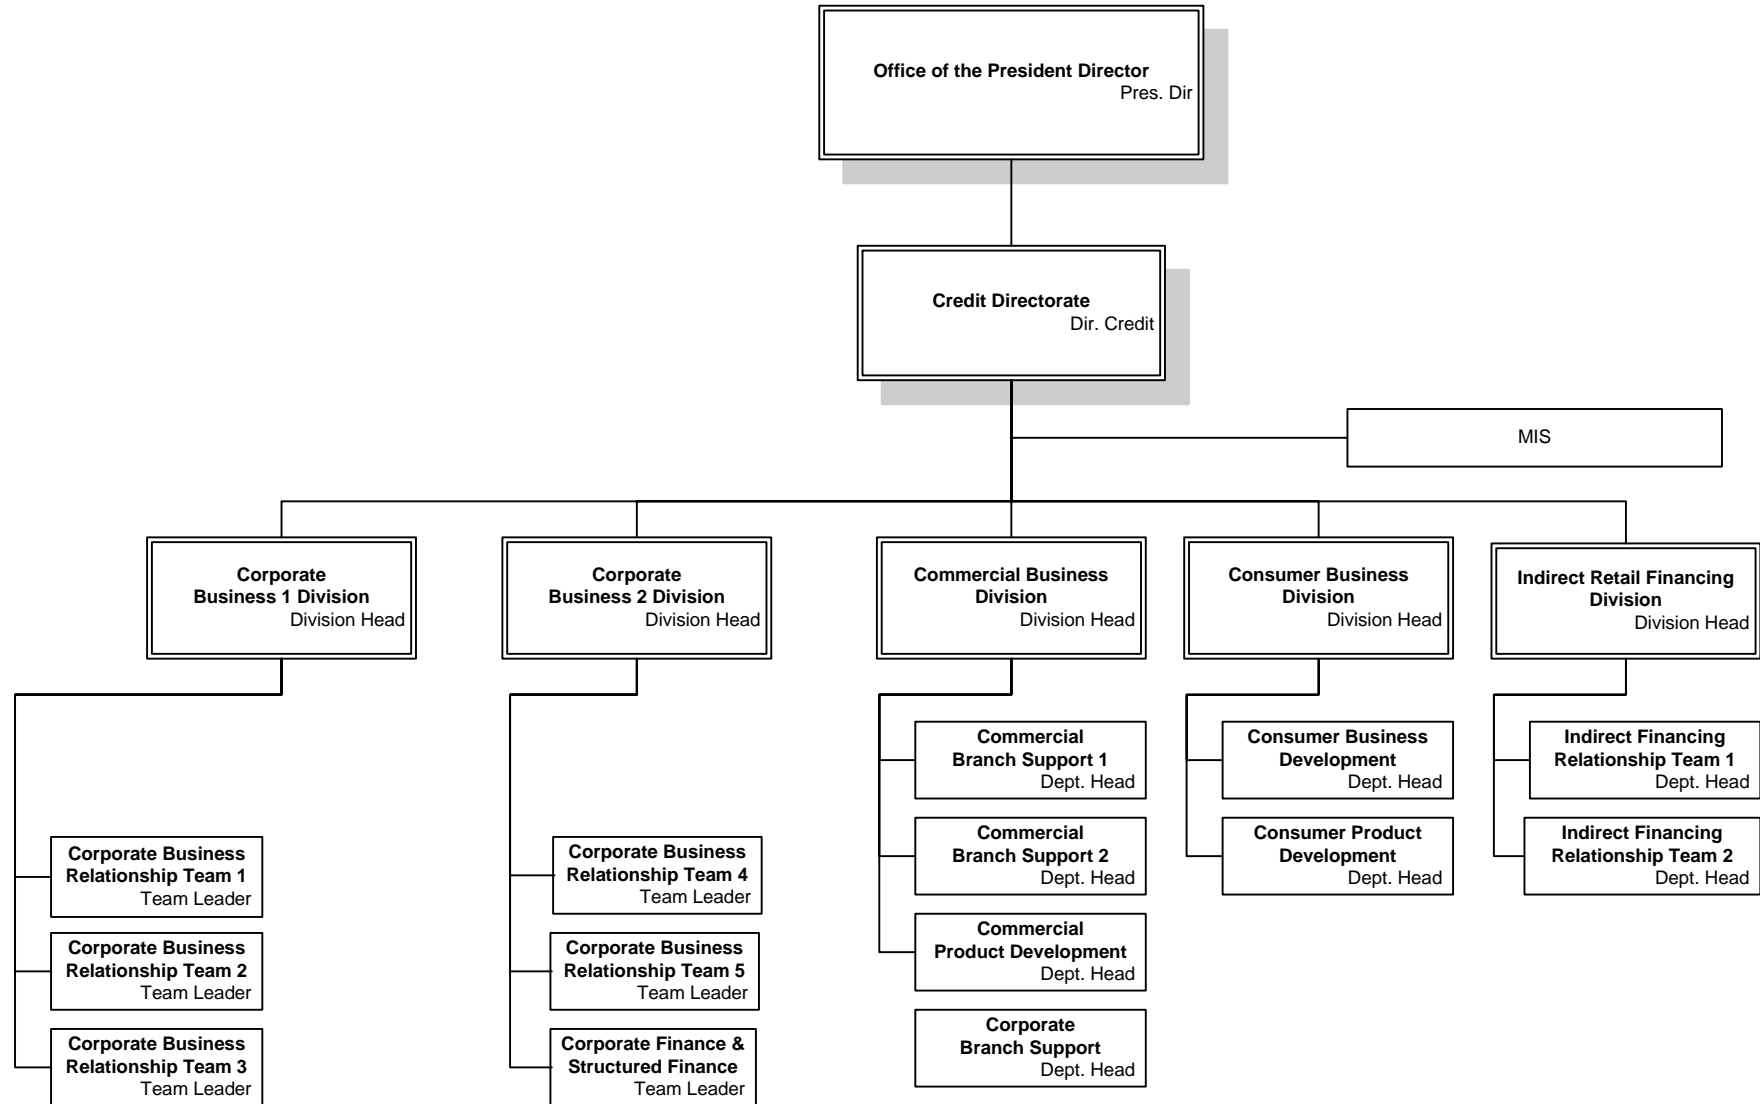 Office of the President Director
Pres. Dir
Credit Directorate
Dir. Credit
MIS
Corporate
Business 1 Division
Division Head
Corporate
Business 2 Division
Division Head
Commercial Business
Division
Division Head
Consumer Business
Division
Division Head
Indirect Retail Financing
Division
Division Head
Corporate Business
Relationship Team 1
Team Leader
Corporate Business
Relationship Team 2
Team Leader
Corporate Business
Relationship Team 3
Team Leader
Corporate Business
Relationship Team 4
Team Leader
Corporate Business
Relationship Team 5
Team Leader
Corporate Finance &
Structured Finance
Team Leader
Commercial
Branch Support 1
Dept. Head
Commercial
Branch Support 2
Dept. Head
Commercial
Product Development
Dept. Head
Corporate
Branch Support
Dept. Head
Consumer Business
Development
Dept. Head
Consumer Product
Development
Dept. Head
Indirect Financing
Relationship Team 1
Dept. Head
Indirect Financing
Relationship Team 2
Dept. Head